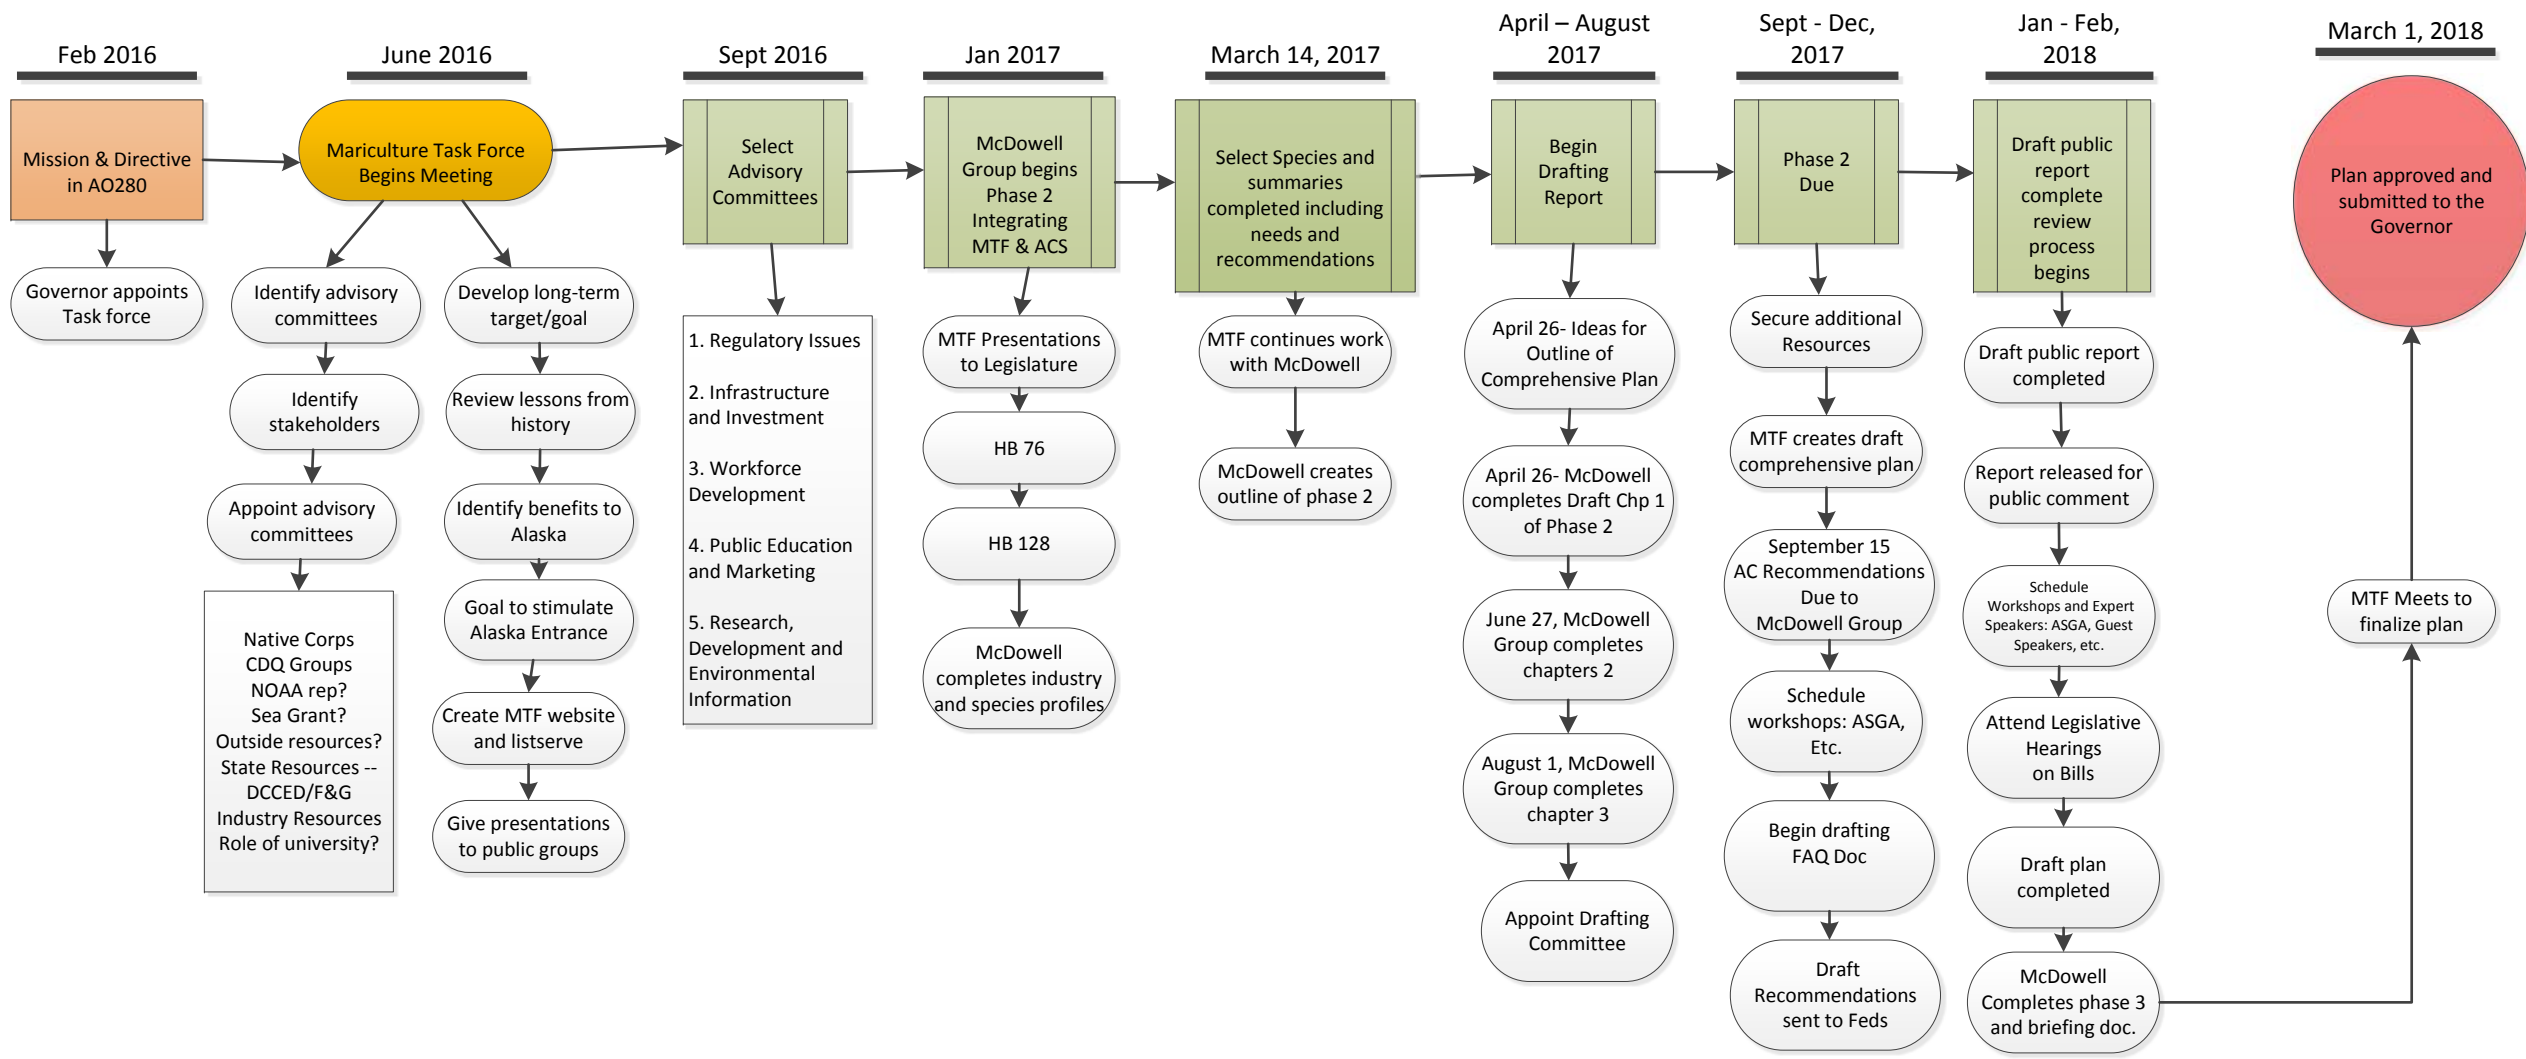 Feb 2016
Mission & Directive
in AO280
Governor appoints
Task force
June 2016
Mariculture Task Force
Begins Meeting
Identify advisory
committees
Identify
stakeholders
Appoint advisory
committees
Native Corps
CDQ Groups
NOAA rep?
Sea Grant?
Outside resources?
State Resources --
DCCED/F&G
Industry Resources
Role of university?
Develop long-term
target/goal
Review lessons from
history
Identify benefits to
Alaska
Goal to stimulate
Alaska Entrance
Create MTF website
and listserve
Give presentations
to public groups
Sept 2016
Select
Advisory
Committees
1. Regulatory Issues
2. Infrastructure
and Investment
3. Workforce
Development
4. Public Education
and Marketing
5. Research,
Development and
Environmental
Information
Jan 2017
McDowell
Group begins
Phase 2
Integrating
MTF & ACS
MTF Presentations
to Legislature
HB 76
HB 128
McDowell
completes industry
and species profiles
March 14, 2017
Select Species and
summaries
completed including
needs and
recommendations
MTF continues work
with McDowell
McDowell creates
outline of phase 2
April – August
2017
Begin
Drafting
Report
April 26- Ideas for
Outline of
Comprehensive Plan
April 26- McDowell
completes Draft Chp 1
of Phase 2
June 27, McDowell
Group completes
chapters 2
August 1, McDowell
Group completes
chapter 3
Appoint Drafting
Committee
Sept - Dec,
2017
Phase 2
Due
Secure additional
Resources
MTF creates draft
comprehensive plan
September 15
AC Recommendations
Due to
McDowell Group
Schedule
workshops: ASGA,
Etc.
Begin drafting
FAQ Doc
Draft
Recommendations
sent to Feds
Jan - Feb,
2018
Draft public
report
complete
review
process
begins
Draft public report
completed
Report released for
public comment
Schedule
Workshops and Expert
Speakers: ASGA, Guest
Speakers, etc.
Attend Legislative
Hearings
on Bills
Draft plan
completed
McDowell
Completes phase 3
and briefing doc.
March 1, 2018
Plan approved and
submitted to the
Governor
MTF Meets to
finalize plan